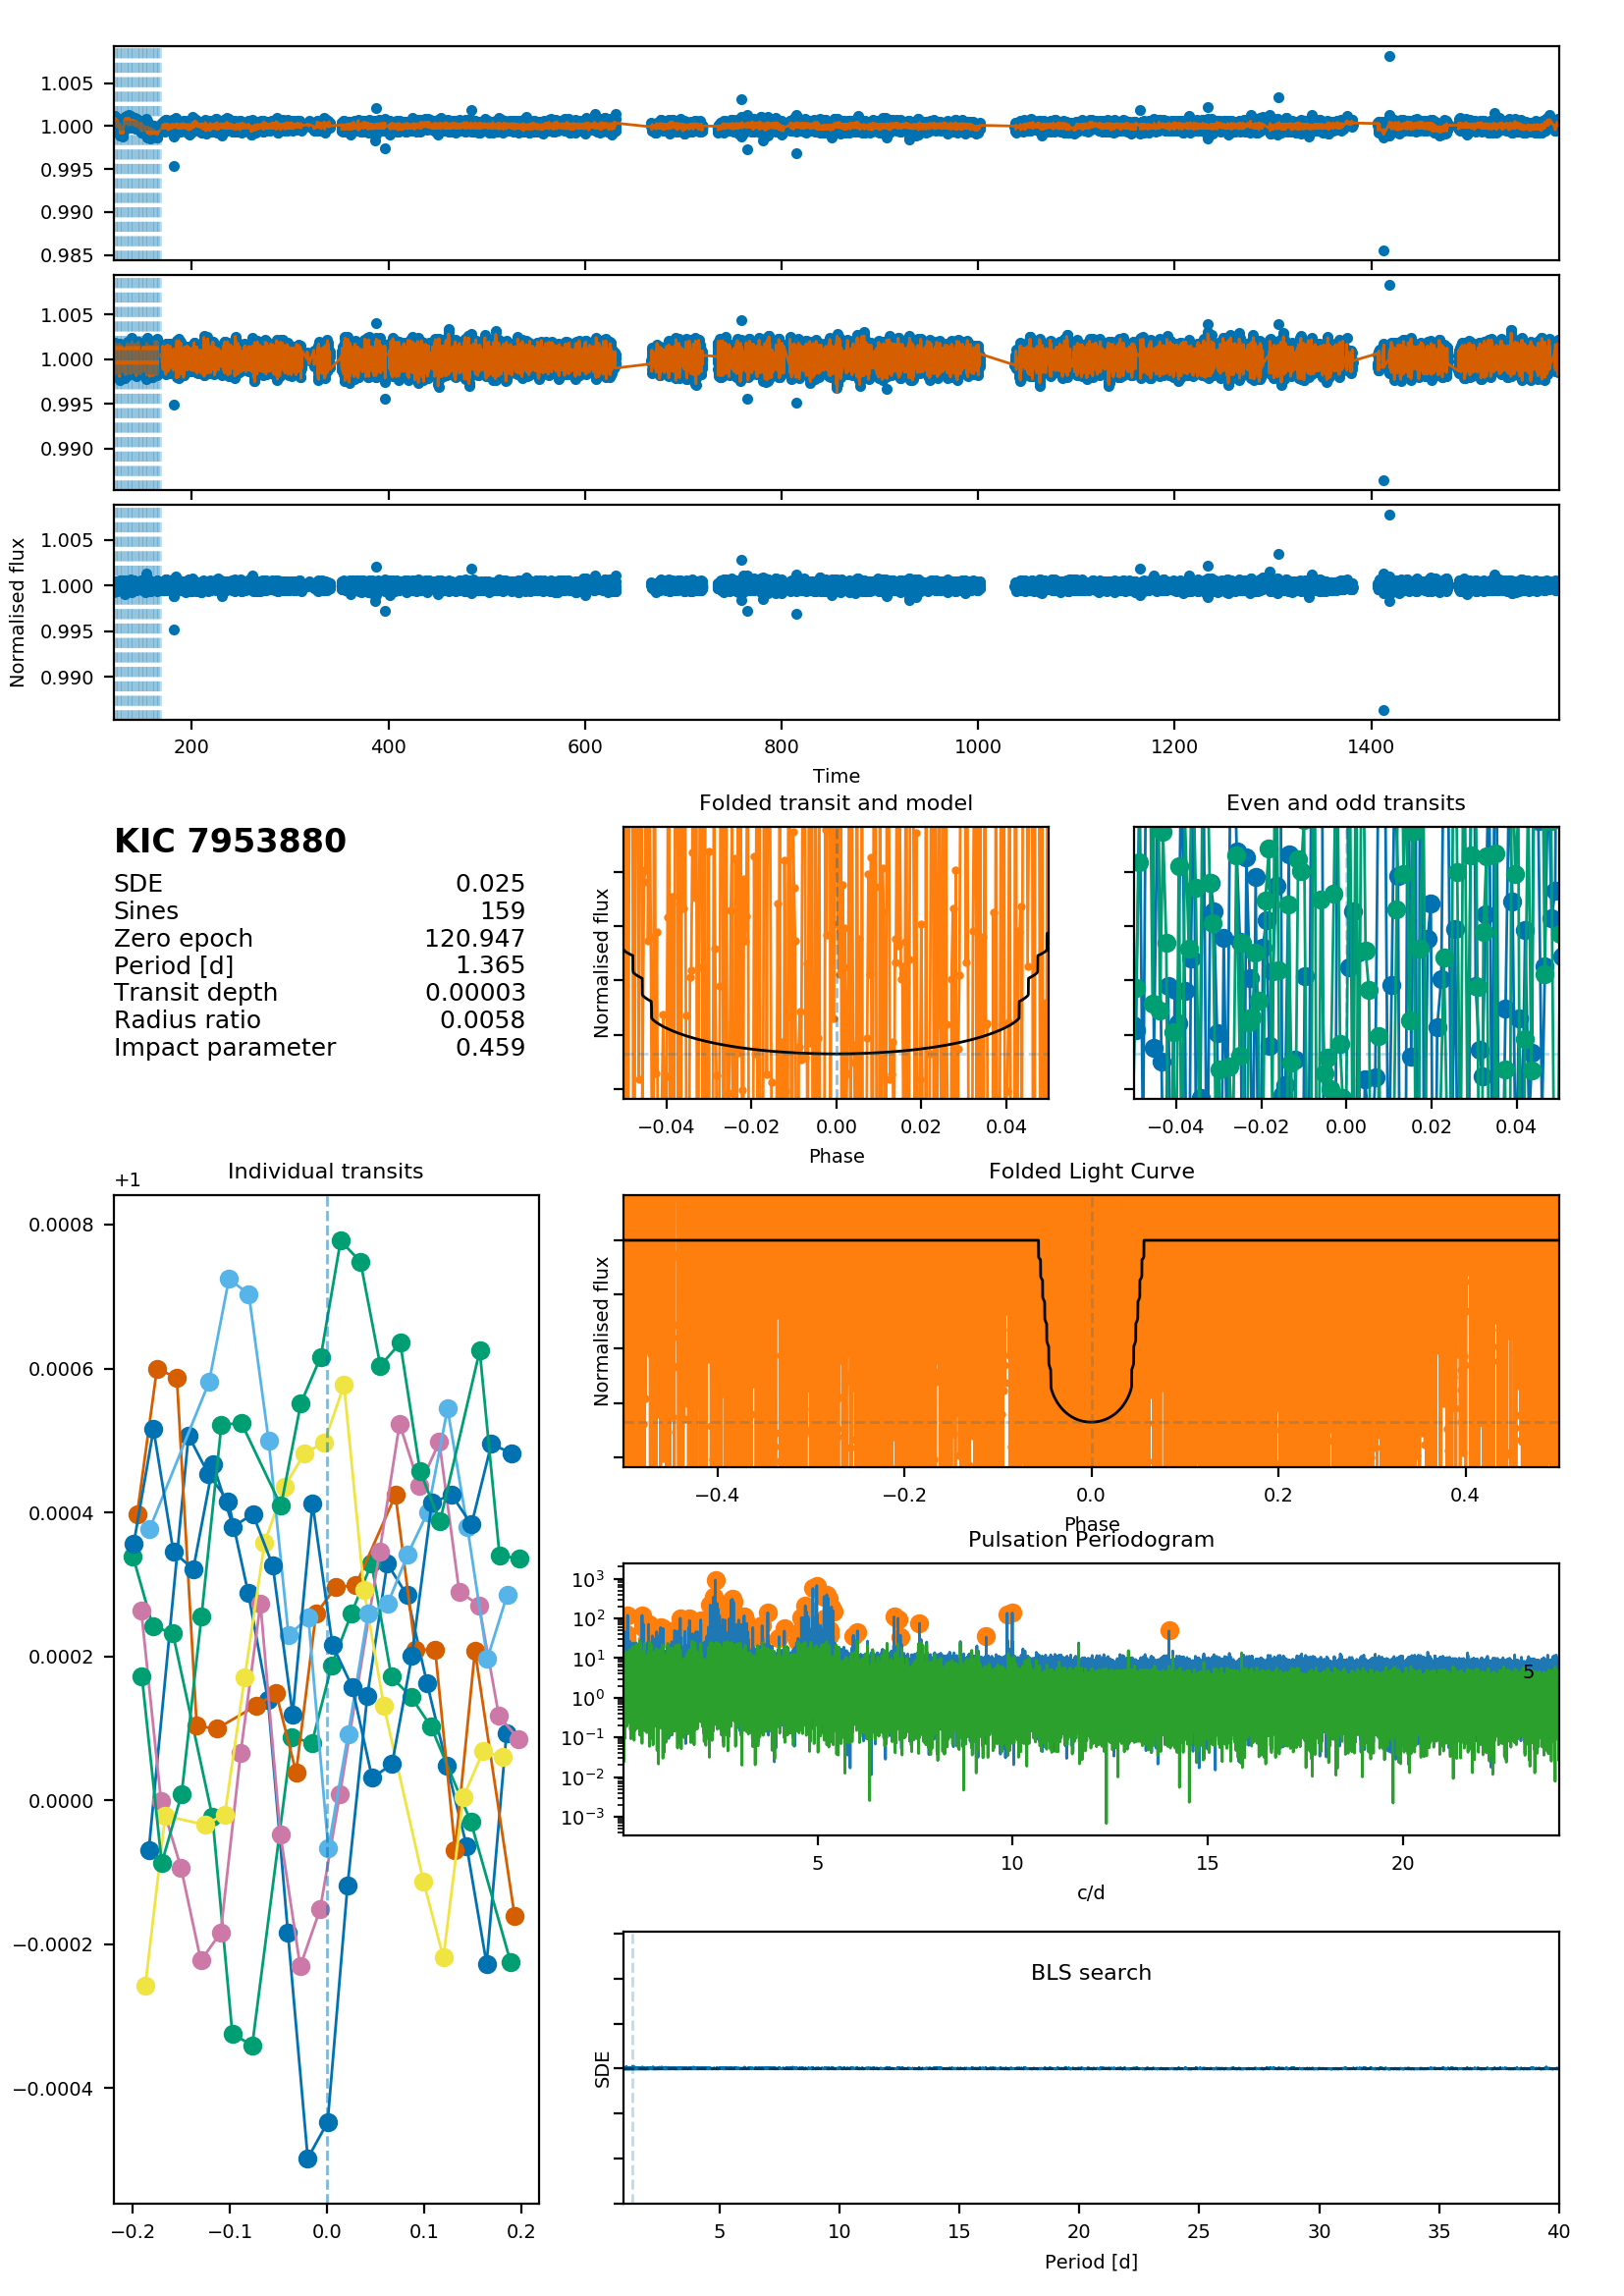 1.005
1.000
0.995
0.990
0.985
1.005
1.000
0.995
0.990
1.005
1.000
0.995
0.990
Normalised flux
200 400 600 800 1000 1200 1400
Time
KIC 7953880
SDE 0.025
Sines 159
Zero epoch 120.947
Period [d] 1.365
Transit depth 0.00003
Radius ratio 0.0058
Impact parameter 0.459
Folded transit and model
Normalised flux
−0.04 −0.02 0.00 0.02 0.04
Phase
Even and odd transits
−0.04 −0.02 0.00 0.02 0.04
Individual transits
+1
0.0008
0.0006
0.0004
0.0002
0.0000
−0.0002
−0.0004
−0.2 −0.1 0.0 0.1 0.2
Folded Light Curve
Normalised flux
−0.4 −0.2 0.0 0.2 0.4
Phase
Pulsation Periodogram
10³
10²
10¹
10⁰
10⁻¹
10⁻²
10⁻³
5
5 10 15 20
c/d
BLS search
SDE
5 10 15 20 25 30 35 40
Period [d]